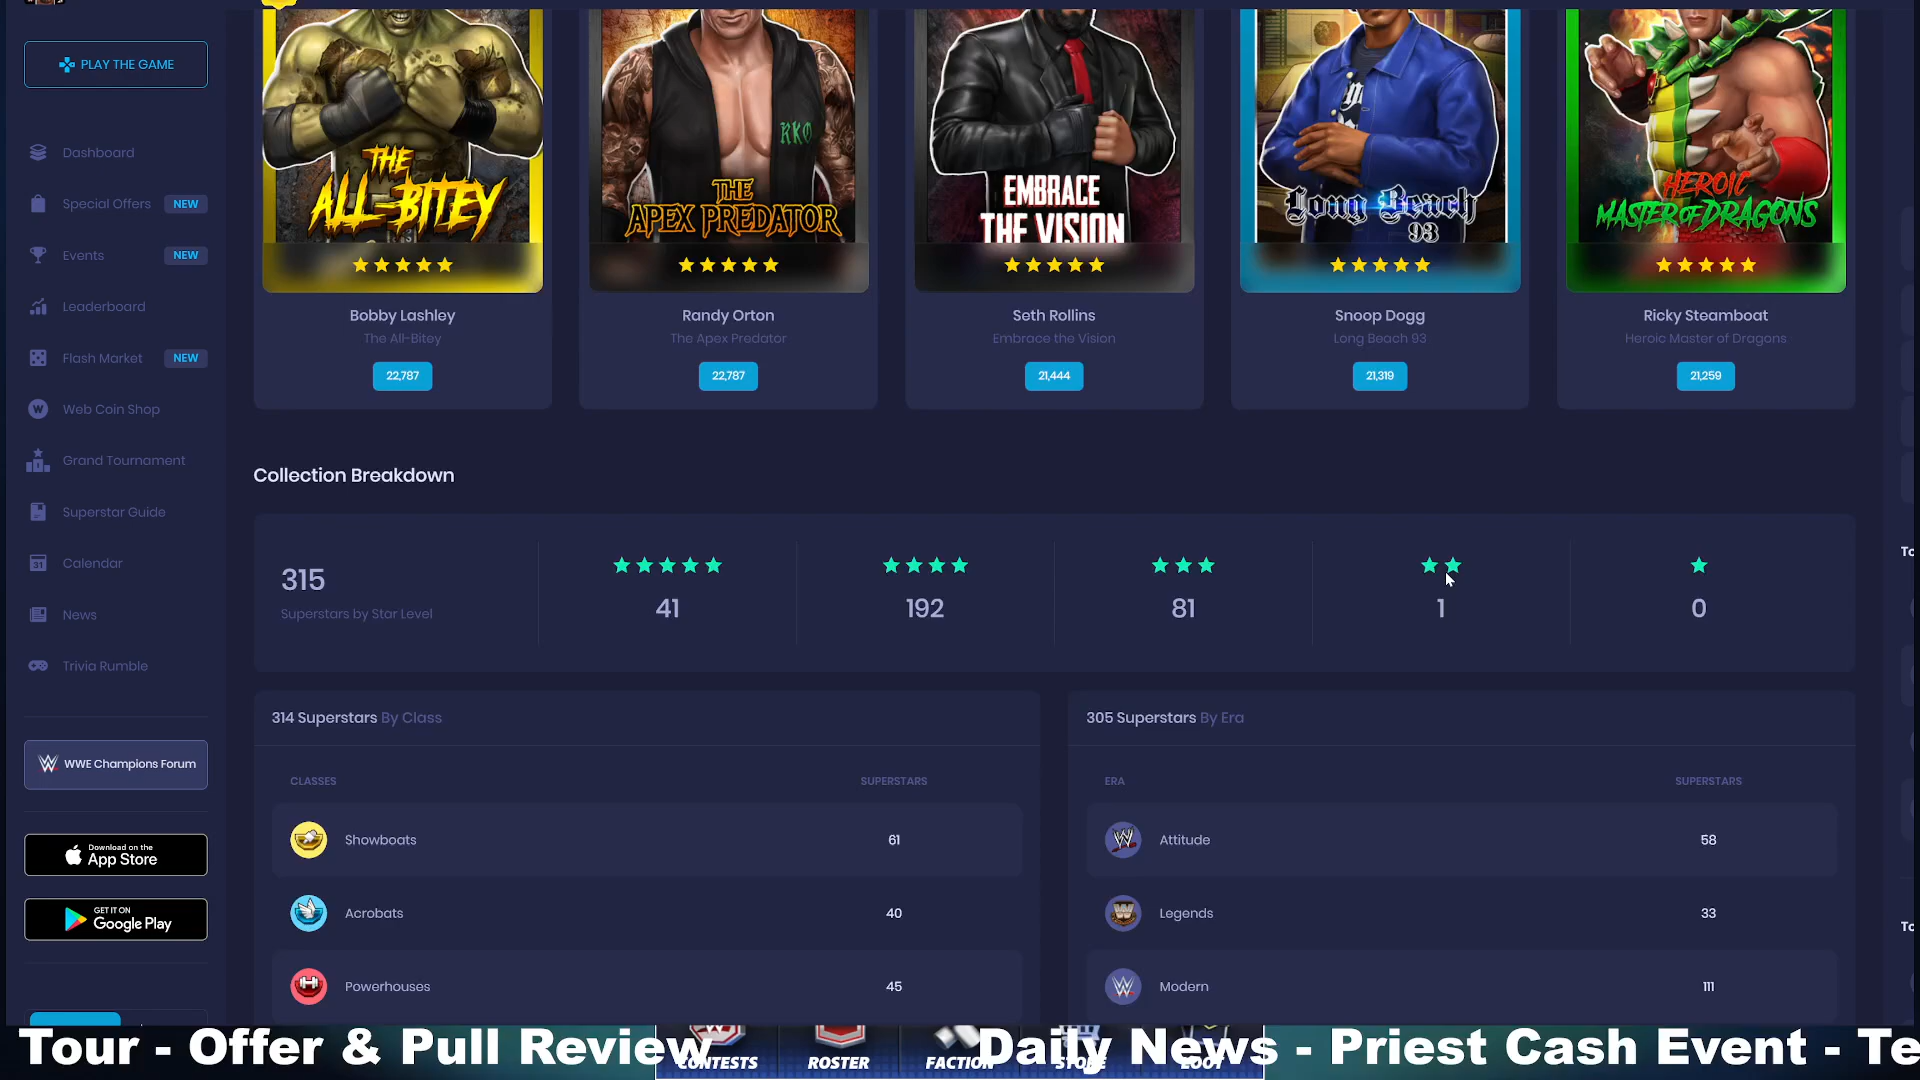 PLAY THE GAME
Dashboard
Special Offers NEW
Events NEW
Leaderboard
Flash Market NEW
Web Coin Shop
Grand Tournament
Superstar Guide
Calendar
News
Trivia Rumble
WWE Champions Forum
Download on the
App Store
GET IT ON
Google Play
THE
ALL-BITEY
Bobby Lashley
The All-Bitey
22,787
RKO
THE
APEX PREDATOR
Randy Orton
The Apex Predator
22,787
EMBRACE
THE VISION
Seth Rollins
Embrace the Vision
21,444
Long Beach
93
Snoop Dogg
Long Beach 93
21,319
HEROIC
MASTER OF DRAGONS
Ricky Steamboat
Heroic Master of Dragons
21,259
Collection Breakdown
315
Superstars by Star Level
41
192
81
1
0
314 Superstars By Class
CLASSES SUPERSTARS
Showboats 61
Acrobats 40
Powerhouses 45
305 Superstars By Era
ERA SUPERSTARS
Attitude 58
Legends 33
Modern 111
To
To
CONTESTS ROSTER FACTION STORE LOOT
Tour - Offer & Pull Review Daily News - Priest Cash Event - Te